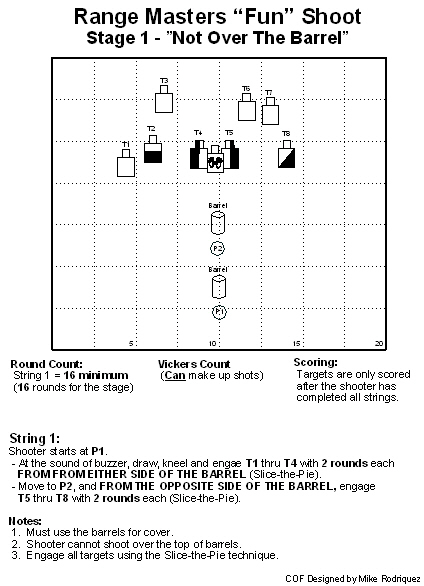 Range Masters “Fun” Shoot
Stage 1 - ”Not Over The Barrel”
T3
T6
T7
T1
T2
T4
T5
T8
Barrel
P2
Barrel
P1
5
10
15
20
Round Count:
String 1 = 16 minimum
(16 rounds for the stage)
Vickers Count
(Can make up shots)
Scoring:
Targets are only scored
after the shooter has
completed all strings.
String 1:
Shooter starts at P1.
- At the sound of buzzer, draw, kneel and engae T1 thru T4 with 2 rounds each
FROM FROM EITHER SIDE OF THE BARREL (Slice-the-Pie).
- Move to P2, and FROM THE OPPOSITE SIDE OF THE BARREL, engage
T5 thru T8 with 2 rounds each (Slice-the-Pie).
Notes:
1. Must use the barrels for cover.
2. Shooter cannot shoot over the top of barrels.
3. Engage all targets using the Slice-the-Pie technique.
COF Designed by Mike Rodriquez